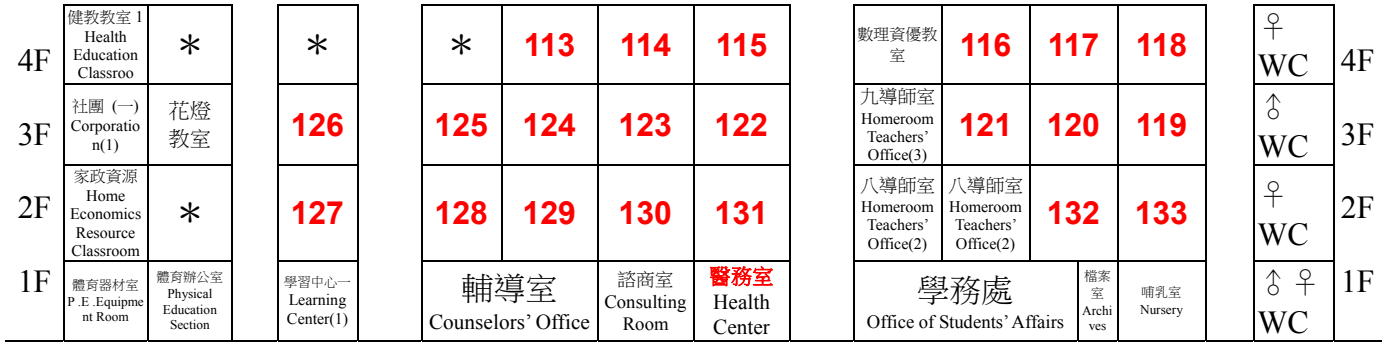 4F
健教教室 1
Health
Education
Classroo
＊
＊
＊
113
114
115
數理資優教
室
116
117
118
♀
WC
4F
3F
社團 (一)
Corporatio
n(1)
花燈
教室
126
125
124
123
122
九導師室
Homeroom
Teachers’
Office(3)
121
120
119
♂
WC
3F
2F
家政資源
Home
Economics
Resource
Classroom
＊
127
128
129
130
131
八導師室
Homeroom
Teachers’
Office(2)
八導師室
Homeroom
Teachers’
Office(2)
132
133
♀
WC
2F
1F
體育器材室
P .E .Equipme
nt Room
體育辦公室
Physical
Education
Section
學習中心一
Learning
Center(1)
輔導室
Counselors’ Office
諮商室
Consulting
Room
醫務室
Health
Center
學務處
Office of Students’ Affairs
檔案
室
Archi
ves
哺乳室
Nursery
♂ ♀
WC
1F